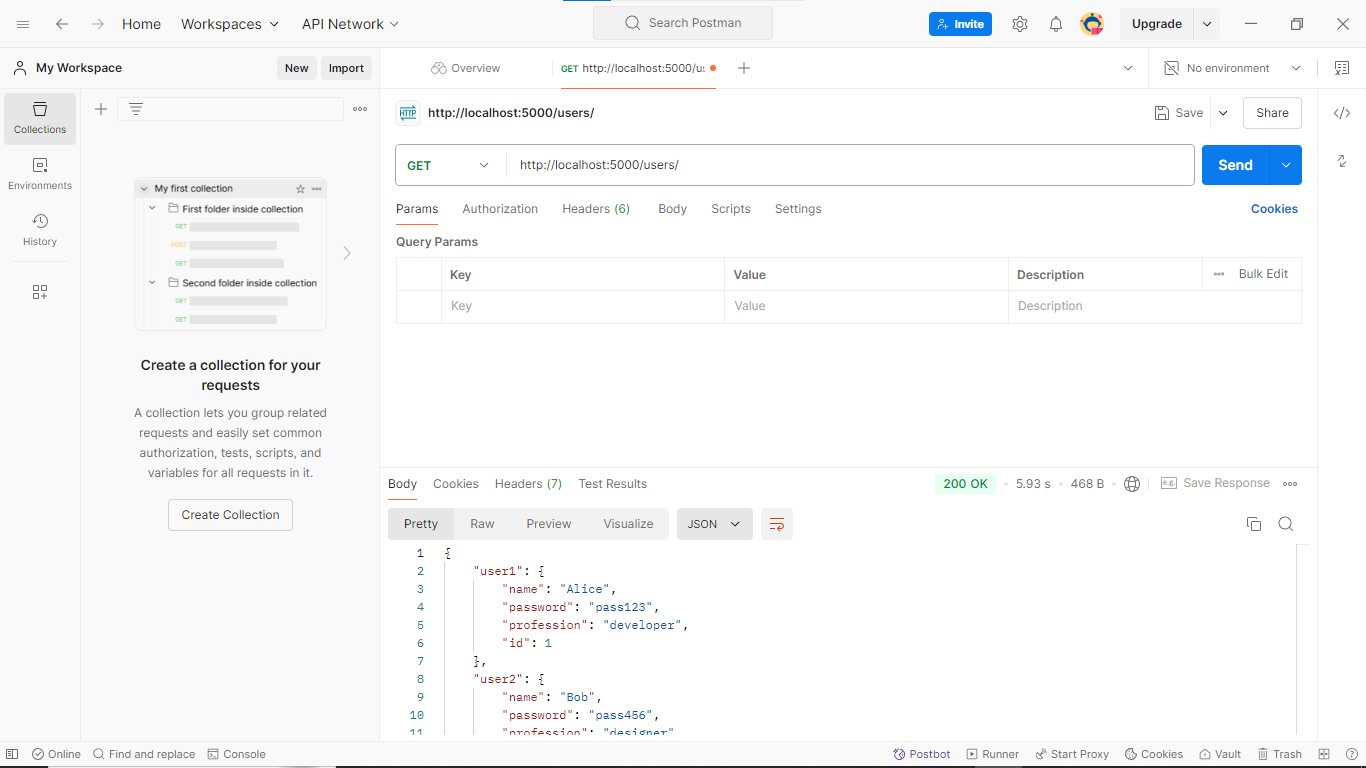 Home Workspaces API Network Search Postman Invite Upgrade
My Workspace New Import Overview GET http://localhost:5000/u No environment
Collections
Environments
History
My first collection
First folder inside collection
GET
POST
GET
Second folder inside collection
GET
GET
Create a collection for your
requests
A collection lets you group related
requests and easily set common
authorization, tests, scripts, and
variables for all requests in it.
Create Collection
HTTP http://localhost:5000/users/ Save Share
GET http://localhost:5000/users/ Send
Params Authorization Headers (6) Body Scripts Settings Cookies
Query Params
Key Value Description Bulk Edit
Key Value Description
Body Cookies Headers (7) Test Results 200 OK 5.93 s 468 B e.g. Save Response
Pretty Raw Preview Visualize JSON
1 {
2 "user1": {
3 "name": "Alice",
4 "password": "pass123",
5 "profession": "developer",
6 "id": 1
7 },
8 "user2": {
9 "name": "Bob",
10 "password": "pass456",
11 "profession": "designer"
Online Find and replace Console Postbot Runner Start Proxy Cookies Vault Trash